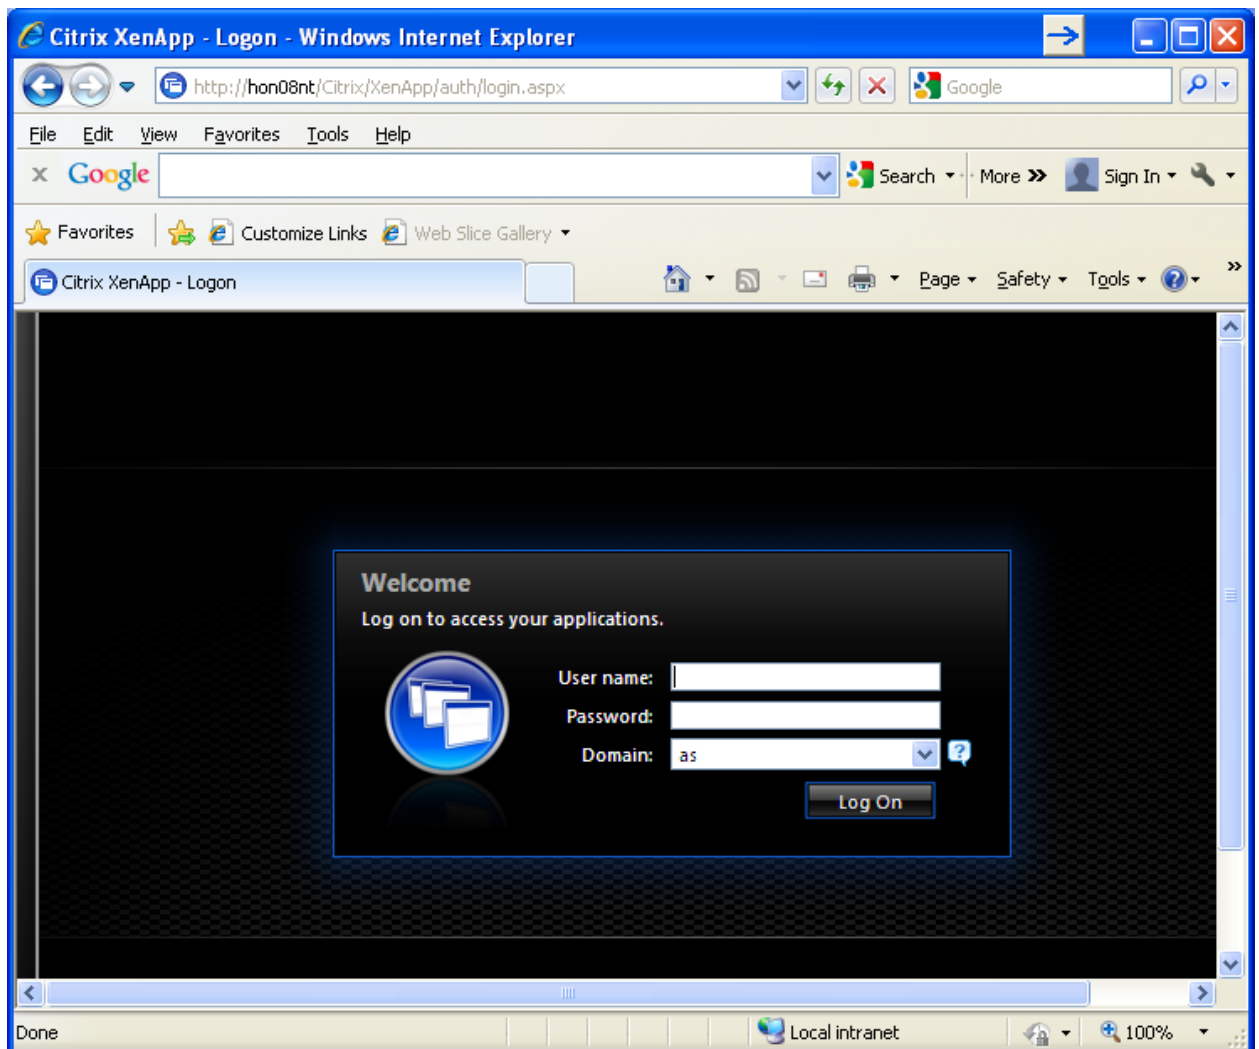 Citrix XenApp - Logon - Windows Internet Explorer
http://hon08nt/Citrix/XenApp/auth/login.aspx
Google
File Edit View Favorites Tools Help
x Google Search More » Sign In
Favorites Customize Links Web Slice Gallery
Citrix XenApp - Logon Page Safety Tools »
Welcome
Log on to access your applications.
User name:
Password:
Domain: as
Log On
Done Local intranet 100%